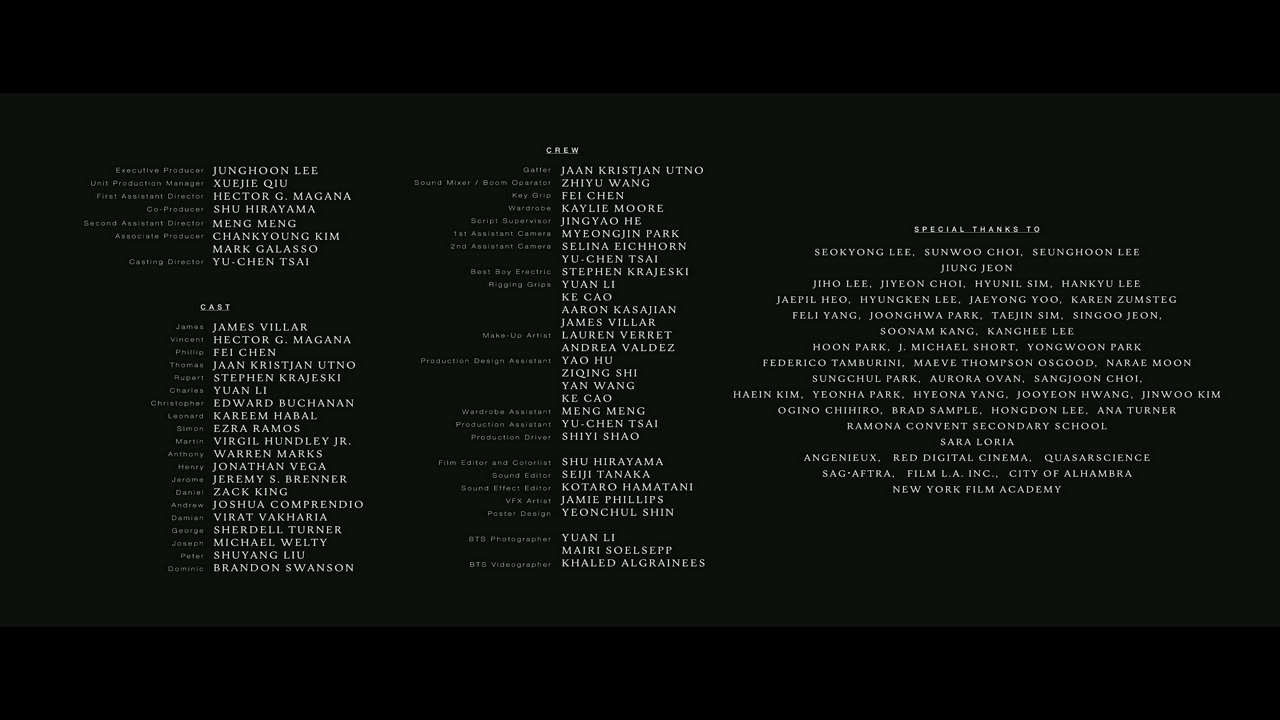 Executive Producer JUNGHOON LEE
Unit Production Manager XUEJIE QIU
First Assistant Director HECTOR G. MAGANA
Co-Producer SHU HIRAYAMA
Second Assistant Director MENG MENG
Associate Producer CHANKYOUNG KIM
MARK GALASSO
Casting Director YU-CHEN TSAI
CAST
James JAMES VILLAR
Vincent HECTOR G. MAGANA
Phillip FEI CHEN
Thomas JAAN KRISTJAN UTNO
Rupert STEPHEN KRAJESKI
Charles YUAN LI
Christopher EDWARD BUCHANAN
Leonard KAREEM HABAL
Simon EZRA RAMOS
Martin VIRGIL HUNDLEY JR.
Anthony WARREN MARKS
Henry JONATHAN VEGA
Jerome JEREMY S. BRENNER
Daniel ZACK KING
Andrew JOSHUA COMPRENDIO
Damian VIRAT VAKHARIA
George SHERDELL TURNER
Joseph MICHAEL WELTY
Peter SHUYANG LIU
Dominic BRANDON SWANSON
CREW
Gaffer JAAN KRISTJAN UTNO
Sound Mixer / Boom Oparator ZHIYU WANG
Key Grip FEI CHEN
Wardrobe KAYLIE MOORE
Script Supervisor JINGYAO HE
1st Assistant Camera MYEONGJIN PARK
2nd Assistant Camera SELINA EICHHORN
YU-CHEN TSAI
Best Boy Erectric STEPHEN KRAJESKI
Rigging Grips YUAN LI
KE CAO
AARON KASAJIAN
JAMES VILLAR
Make-Up Artist LAUREN VERRET
ANDREA VALDEZ
Production Design Assistant YAO HU
ZIQING SHI
YAN WANG
KE CAO
Wardrobe Assistant MENG MENG
Production Assistant YU-CHEN TSAI
Production Driver SHIYI SHAO
Film Editor and Colorist SHU HIRAYAMA
Sound Editor SEIJI TANAKA
Sound Effect Editor KOTARO HAMATANI
VFX Artist JAMIE PHILLIPS
Poster Design YEONCHUL SHIN
BTS Photographer YUAN LI
MAIRI SOELSEPP
BTS Videographer KHALED ALGRAINEES
SPECIAL THANKS TO
SEOKYONG LEE, SUNWOO CHOI, SEUNGHOON LEE
JIUNG JEON
JIHO LEE, JIYEON CHOI, HYUNIL SIM, HANKYU LEE
JAEPIL HEO, HYUNGKEN LEE, JAEYONG YOO, KAREN ZUMSTEG
FELI YANG, JOONGHWA PARK, TAEJIN SIM, SINGOO JEON,
SOONAM KANG, KANGHEE LEE
HOON PARK, J. MICHAEL SHORT, YONGWOON PARK
FEDERICO TAMBURINI, MAEVE THOMPSON OSGOOD, NARAE MOON
SUNGCHUL PARK, AURORA OVAN, SANGJOON CHOI,
HAEIN KIM, YEONHA PARK, HYEONA YANG, JOOYEON HWANG, JINWOO KIM
OGINO CHIHIRO, BRAD SAMPLE, HONGDON LEE, ANA TURNER
RAMONA CONVENT SECONDARY SCHOOL
SARA LORIA
ANGENIEUX, RED DIGITAL CINEMA, QUASARSCIENCE
SAG•AFTRA, FILM L.A. INC., CITY OF ALHAMBRA
NEW YORK FILM ACADEMY